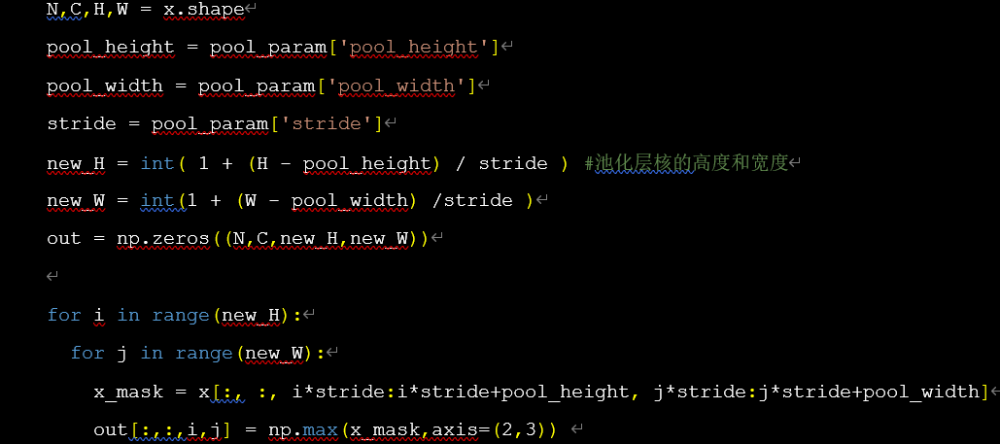 N,C,H,W = x.shape↵
pool_height = pool_param['pool_height']↵
pool_width = pool_param['pool_width']↵
stride = pool_param['stride']↵
new_H = int( 1 + (H - pool_height) / stride ) #池化层核的高度和宽度↵
new_W = int(1 + (W - pool_width) /stride )↵
out = np.zeros((N,C,new_H,new_W))↵
↵
for i in range(new_H):↵
for j in range(new_W):↵
x_mask = x[:, :, i*stride:i*stride+pool_height, j*stride:j*stride+pool_width]↵
out[:,:,i,j] = np.max(x_mask,axis=(2,3)) ↵